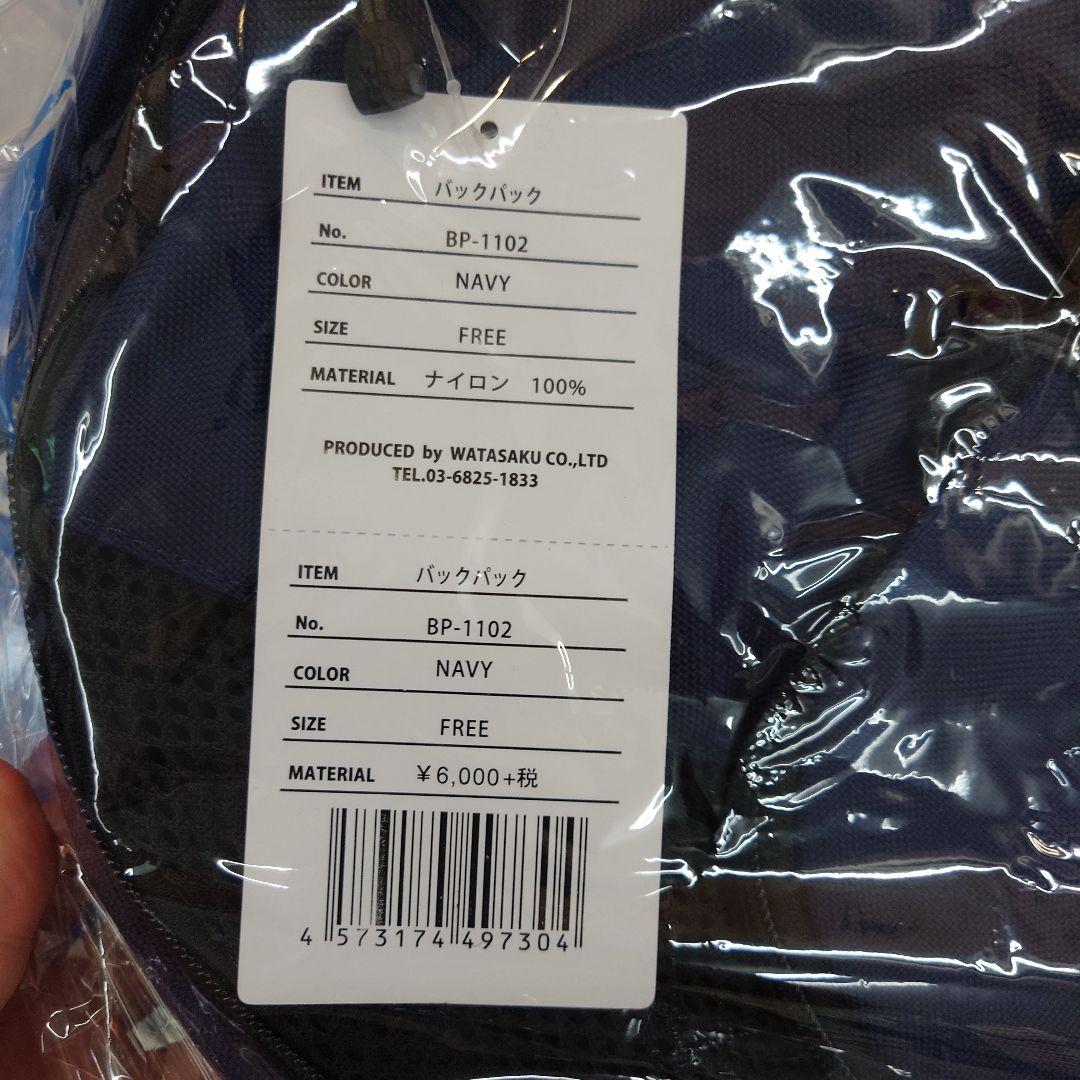 ITEM バックパック
No. BP-1102
COLOR NAVY
SIZE FREE
MATERIAL ナイロン 100%
PRODUCED by WATASAKU CO.,LTD
TEL.03-6825-1833
ITEM バックパック
No. BP-1102
COLOR NAVY
SIZE FREE
MATERIAL ¥6,000+税
4 573174 497304